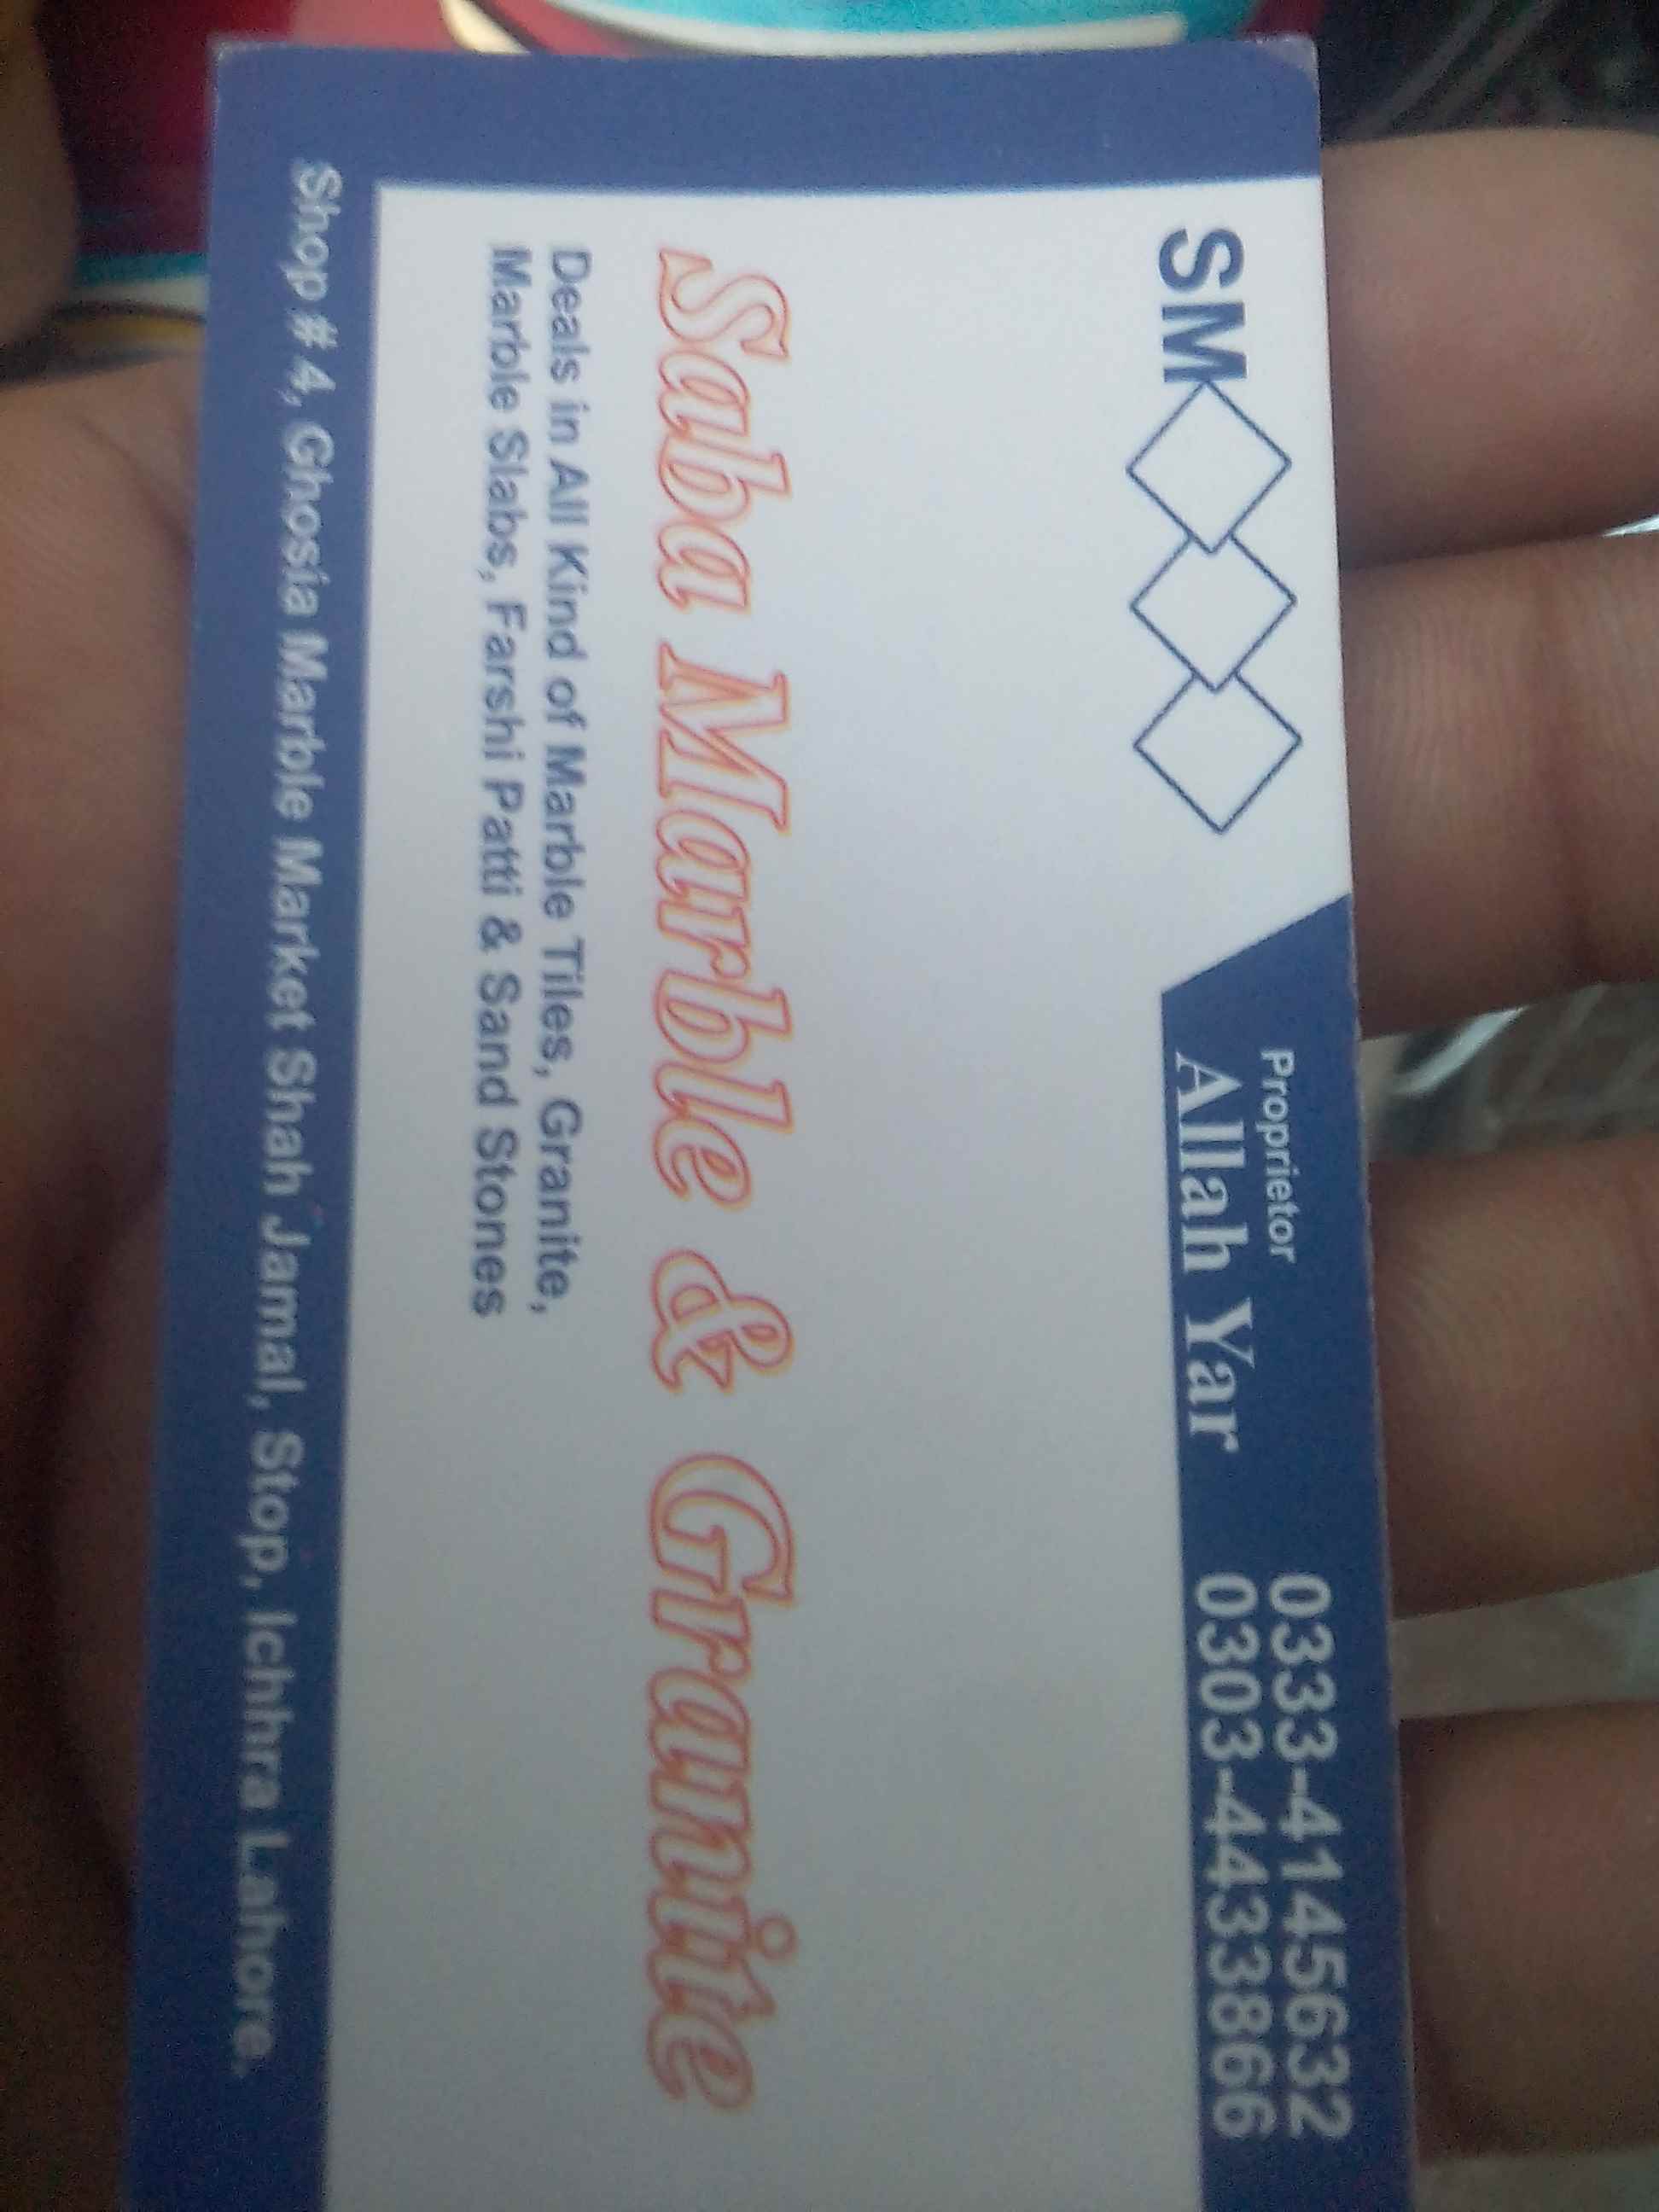 SM
Proprietor
Allah Yar
0333-4145632
0303-4433866
Saba Marble & Granite
Deals in All Kind of Marble Tiles, Granite,
Marble Slabs, Farshi Patti & Sand Stones
Shop # 4, Ghosia Marble Market Shah Jamal, Stop, Ichhra Lahore.